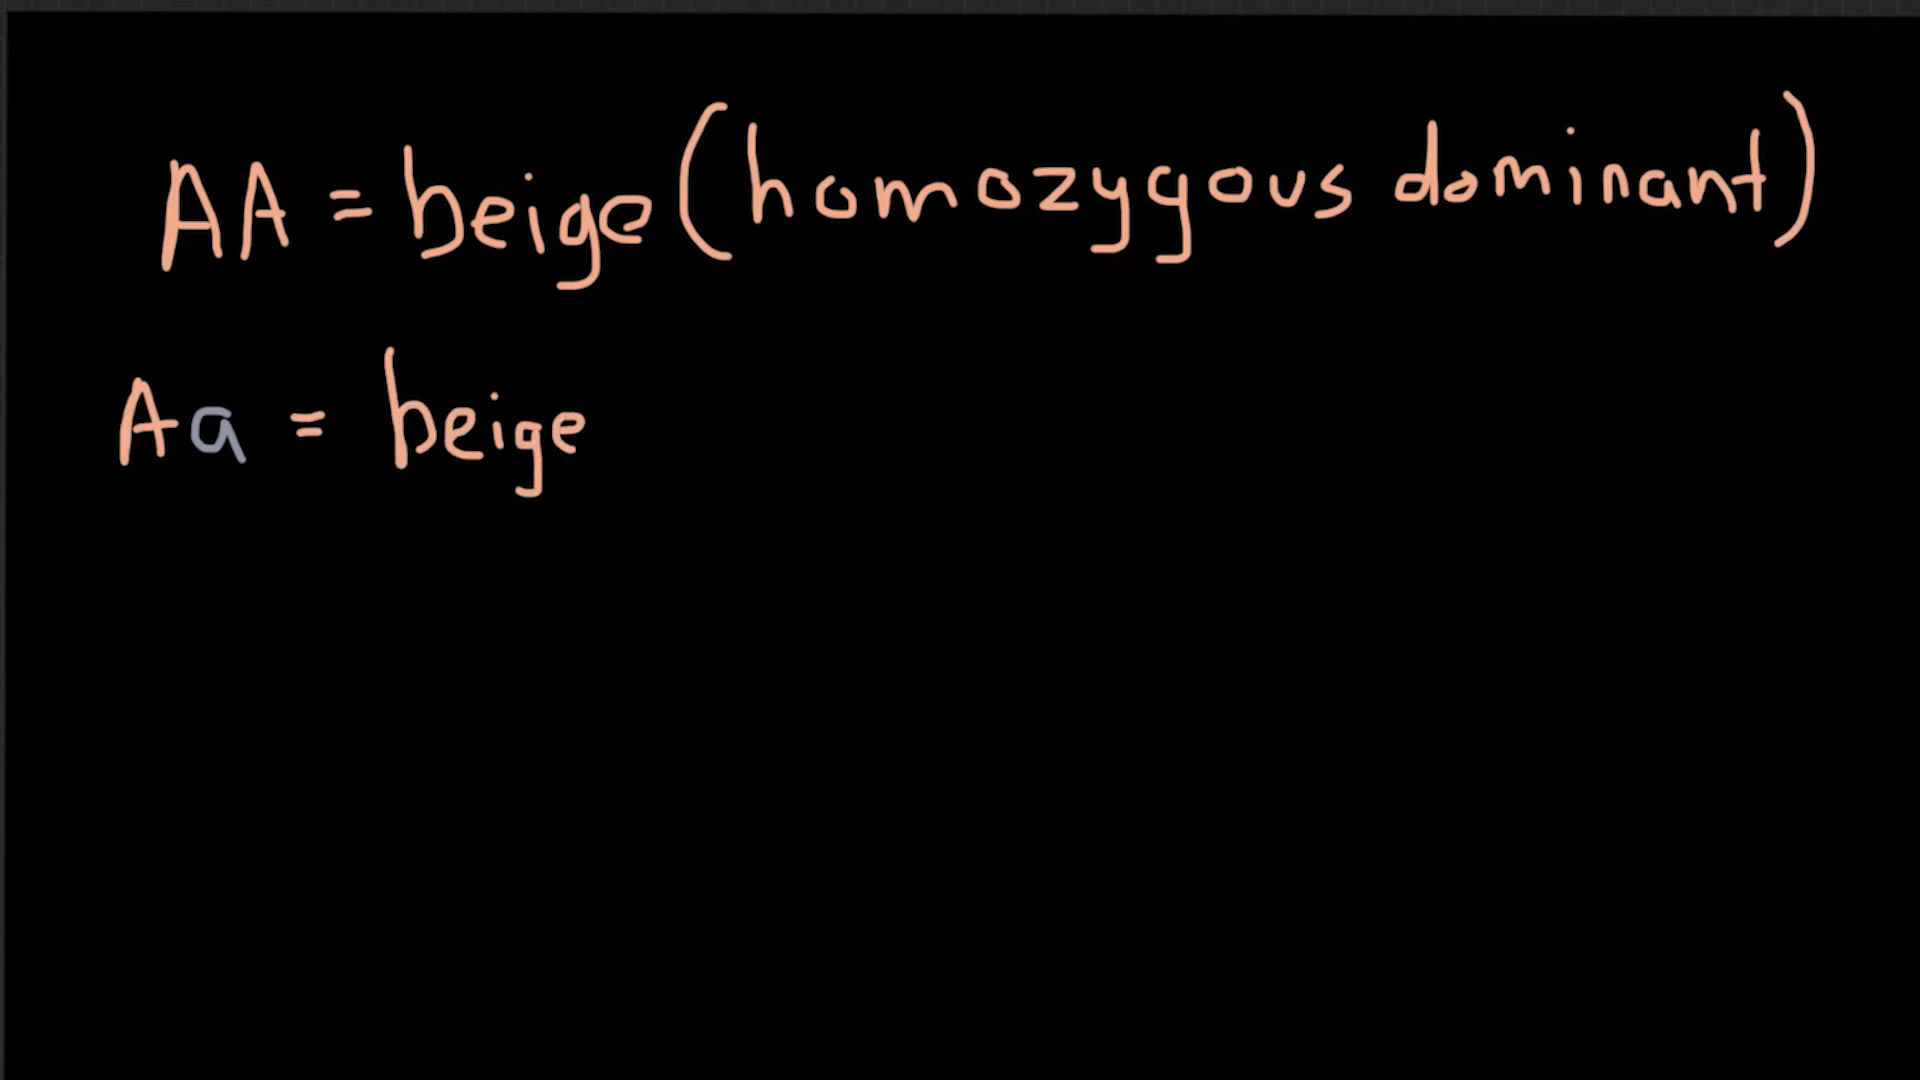 AA = beige (homozygous dominant)
Aa = beige